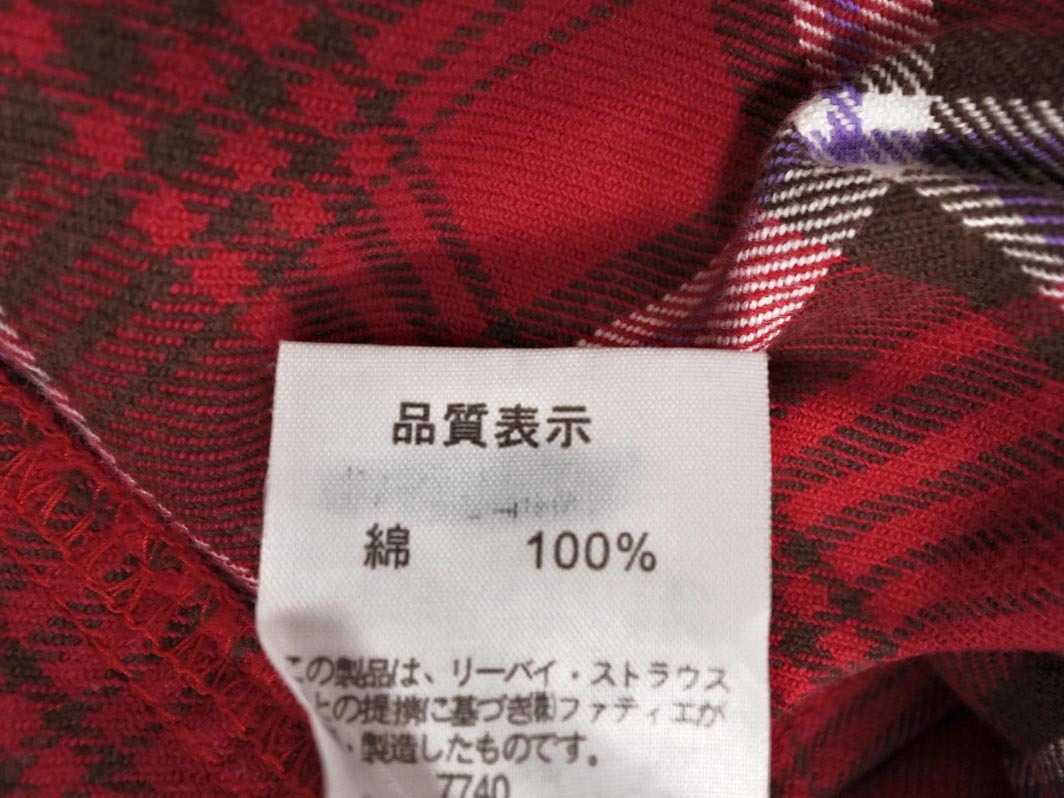 品質表示
綿 100%
この製品は、リーバイ・ストラウス
との提携に基づき㈱ファティエが
・製造したものです。
7740